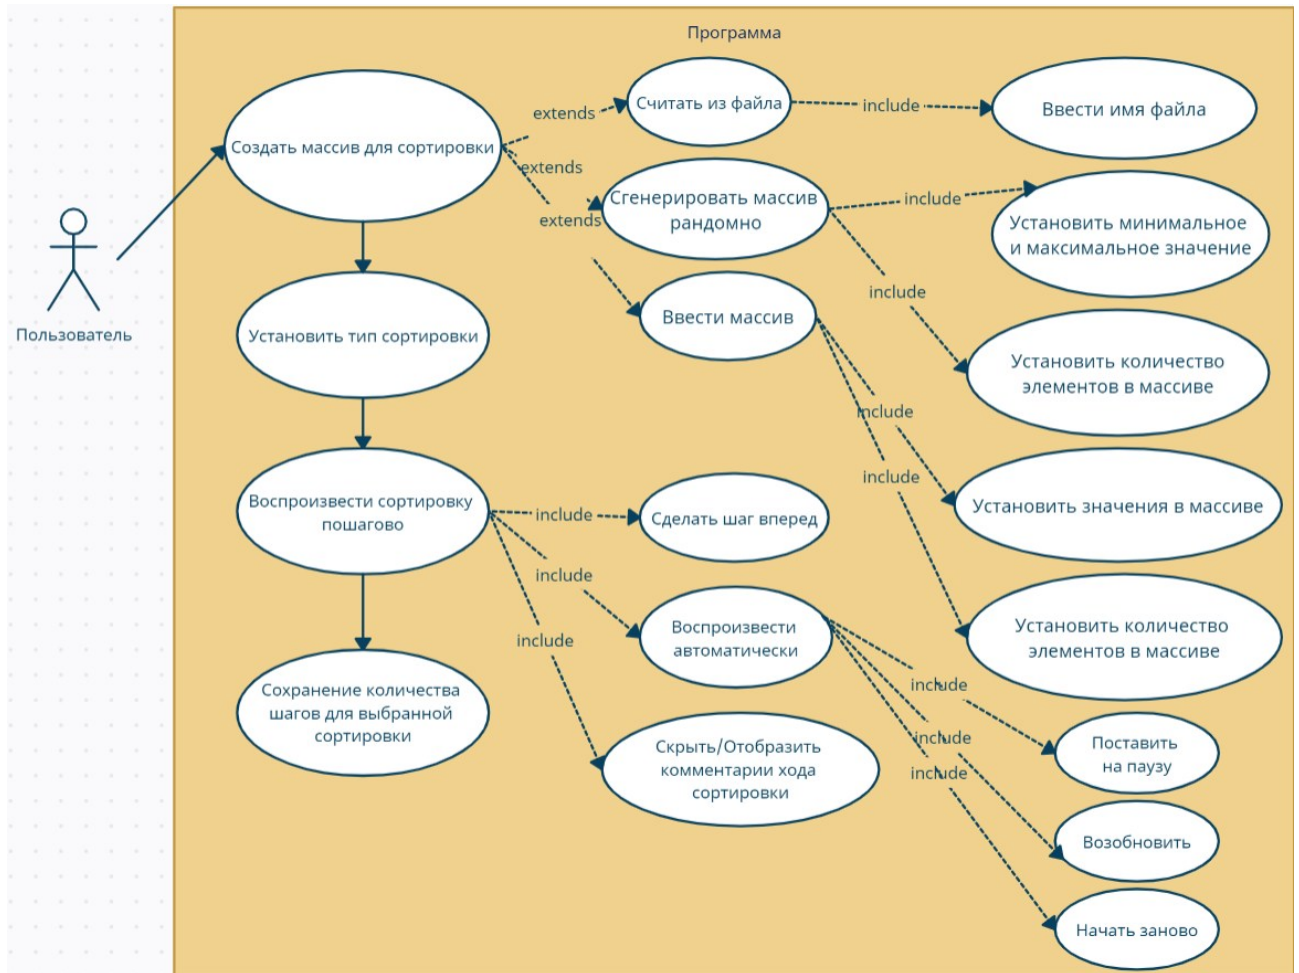 Программа
Создать массив для сортировки
extends
Считать из файла
include
Ввести имя файла
extends
Сгенерировать массив
рандомно
include
Установить минимальное
и максимальное значение
extends
Ввести массив
include
Установить количество
элементов в массиве
Пользователь
Установить тип сортировки
include
Установить значения в массиве
include
Установить количество
элементов в массиве
Воспроизвести сортировку
пошагово
include
Сделать шаг вперед
include
Воспроизвести
автоматически
include
Скрыть/Отобразить
комментарии хода
сортировки
include
Поставить
на паузу
include
Возобновить
include
Начать заново
Сохранение количества
шагов для выбранной
сортировки